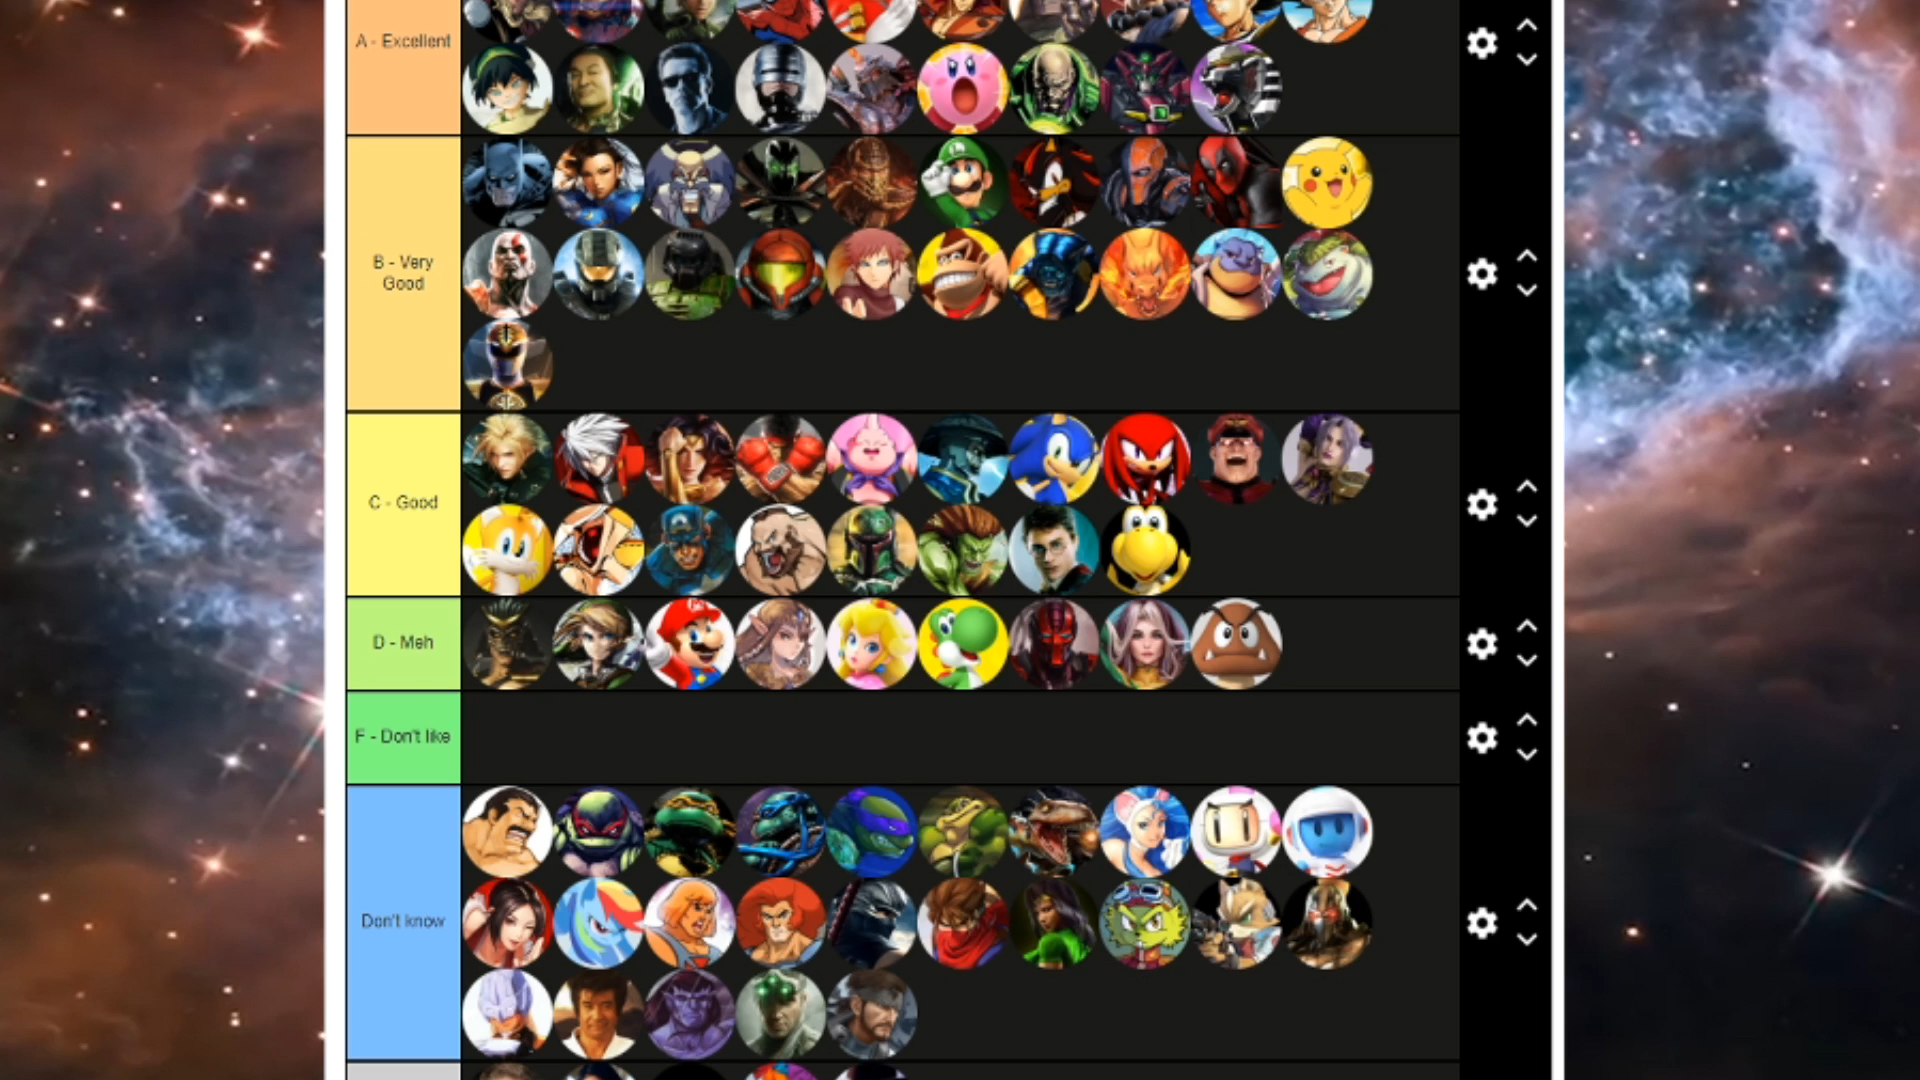 A - Excellent
B - Very
Good
C - Good
D - Meh
F - Don't like
Don't know